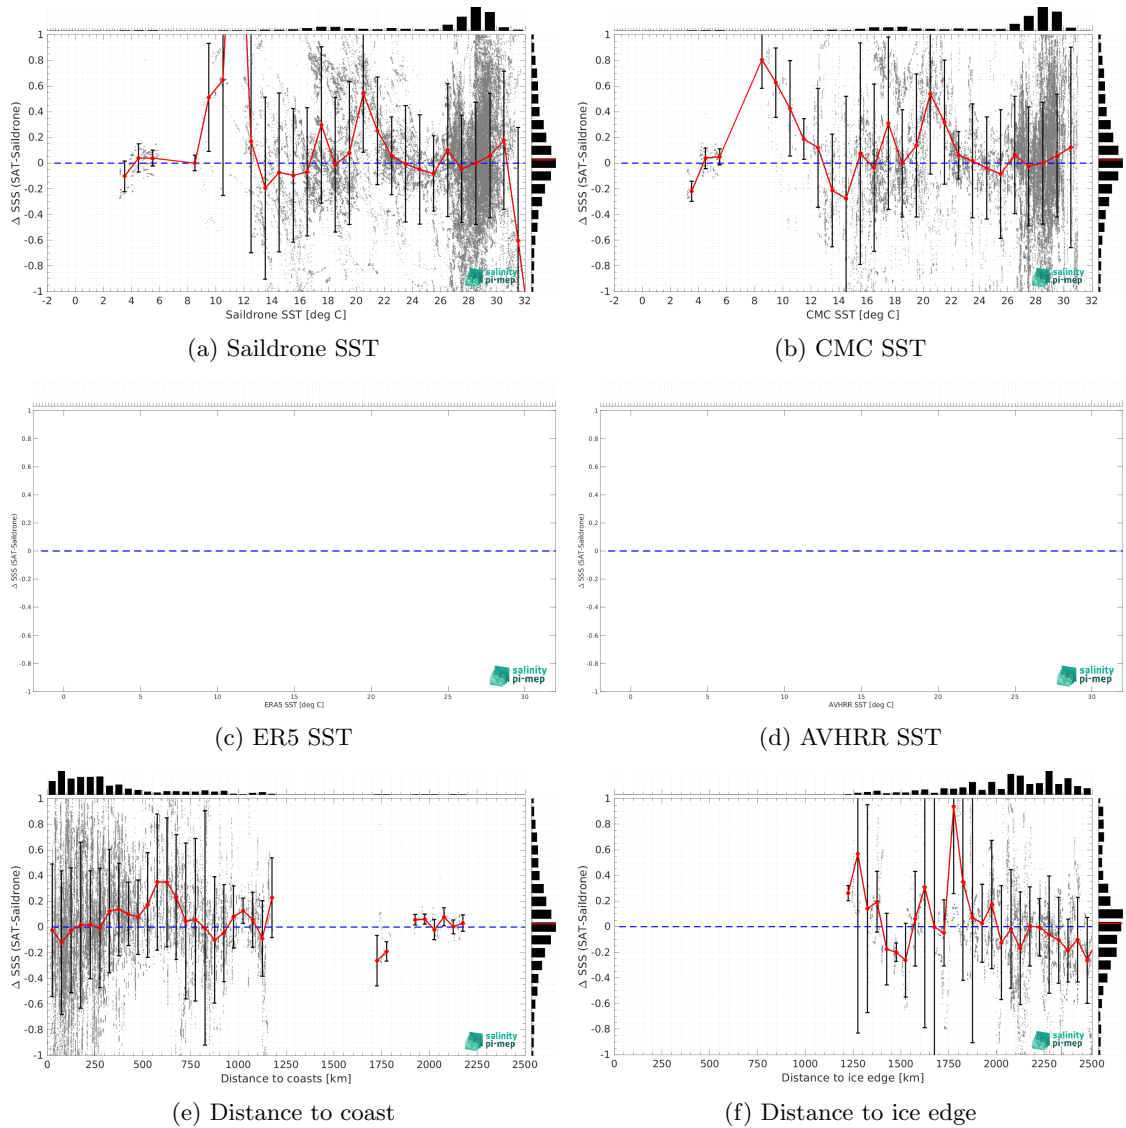 1
0.8
0.6
0.4
0.2
0
-0.2
-0.4
-0.6
-0.8
-1
Δ SSS (SAT-Saildrone)
-2 0 2 4 6 8 10 12 14 16 18 20 22 24 26 28 30 32
Saildrone SST [deg C]
salinity
pi-mep
(a) Saildrone SST
1
0.8
0.6
0.4
0.2
0
-0.2
-0.4
-0.6
-0.8
-1
Δ SSS (SAT-Saildrone)
-2 0 2 4 6 8 10 12 14 16 18 20 22 24 26 28 30 32
CMC SST [deg C]
salinity
pi-mep
(b) CMC SST
1
0.8
0.6
0.4
0.2
0
-0.2
-0.4
-0.6
-0.8
-1
Δ SSS (SAT-Saildrone)
0 5 10 15 20 25 30
ERA5 SST [deg C]
salinity
pi-mep
(c) ER5 SST
1
0.8
0.6
0.4
0.2
0
-0.2
-0.4
-0.6
-0.8
-1
Δ SSS (SAT-Saildrone)
0 5 10 15 20 25 30
AVHRR SST [deg C]
salinity
pi-mep
(d) AVHRR SST
1
0.8
0.6
0.4
0.2
0
-0.2
-0.4
-0.6
-0.8
-1
Δ SSS (SAT-Saildrone)
0 250 500 750 1000 1250 1500 1750 2000 2250 2500
Distance to coasts [km]
salinity
pi-mep
(e) Distance to coast
1
0.8
0.6
0.4
0.2
0
-0.2
-0.4
-0.6
-0.8
-1
Δ SSS (SAT-Saildrone)
0 250 500 750 1000 1250 1500 1750 2000 2250 2500
Distance to ice edge [km]
salinity
pi-mep
(f) Distance to ice edge